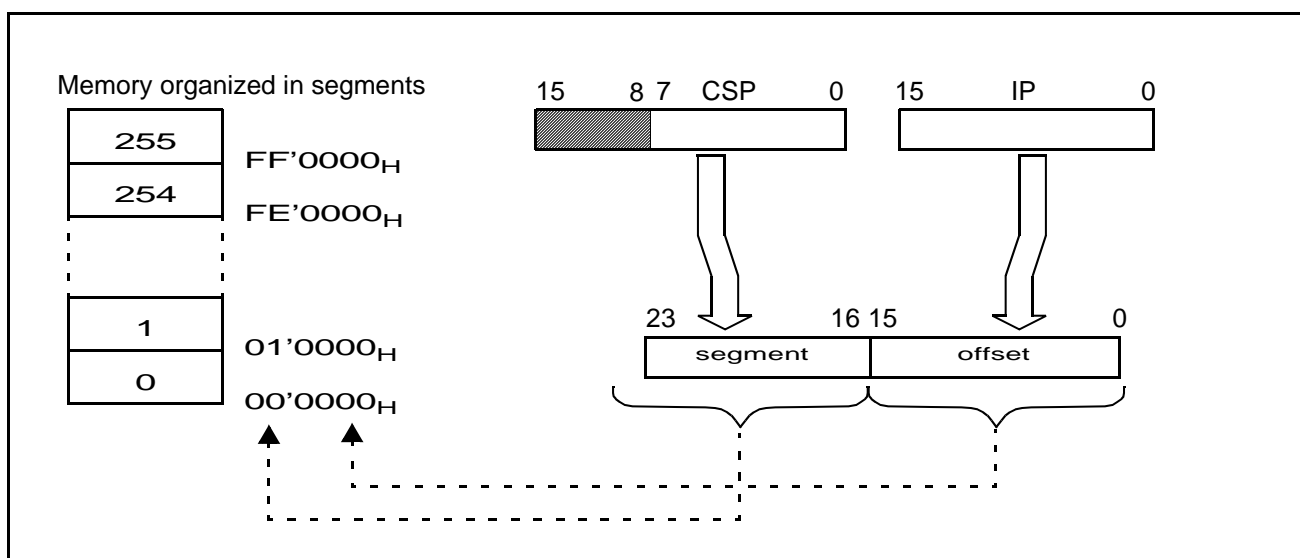 Memory organized in segments
255
FF'0000H
254
FE'0000H
1
01'0000H
0
00'0000H
15 8 7 CSP 0
15 IP 0
23 16 15 0
segment offset